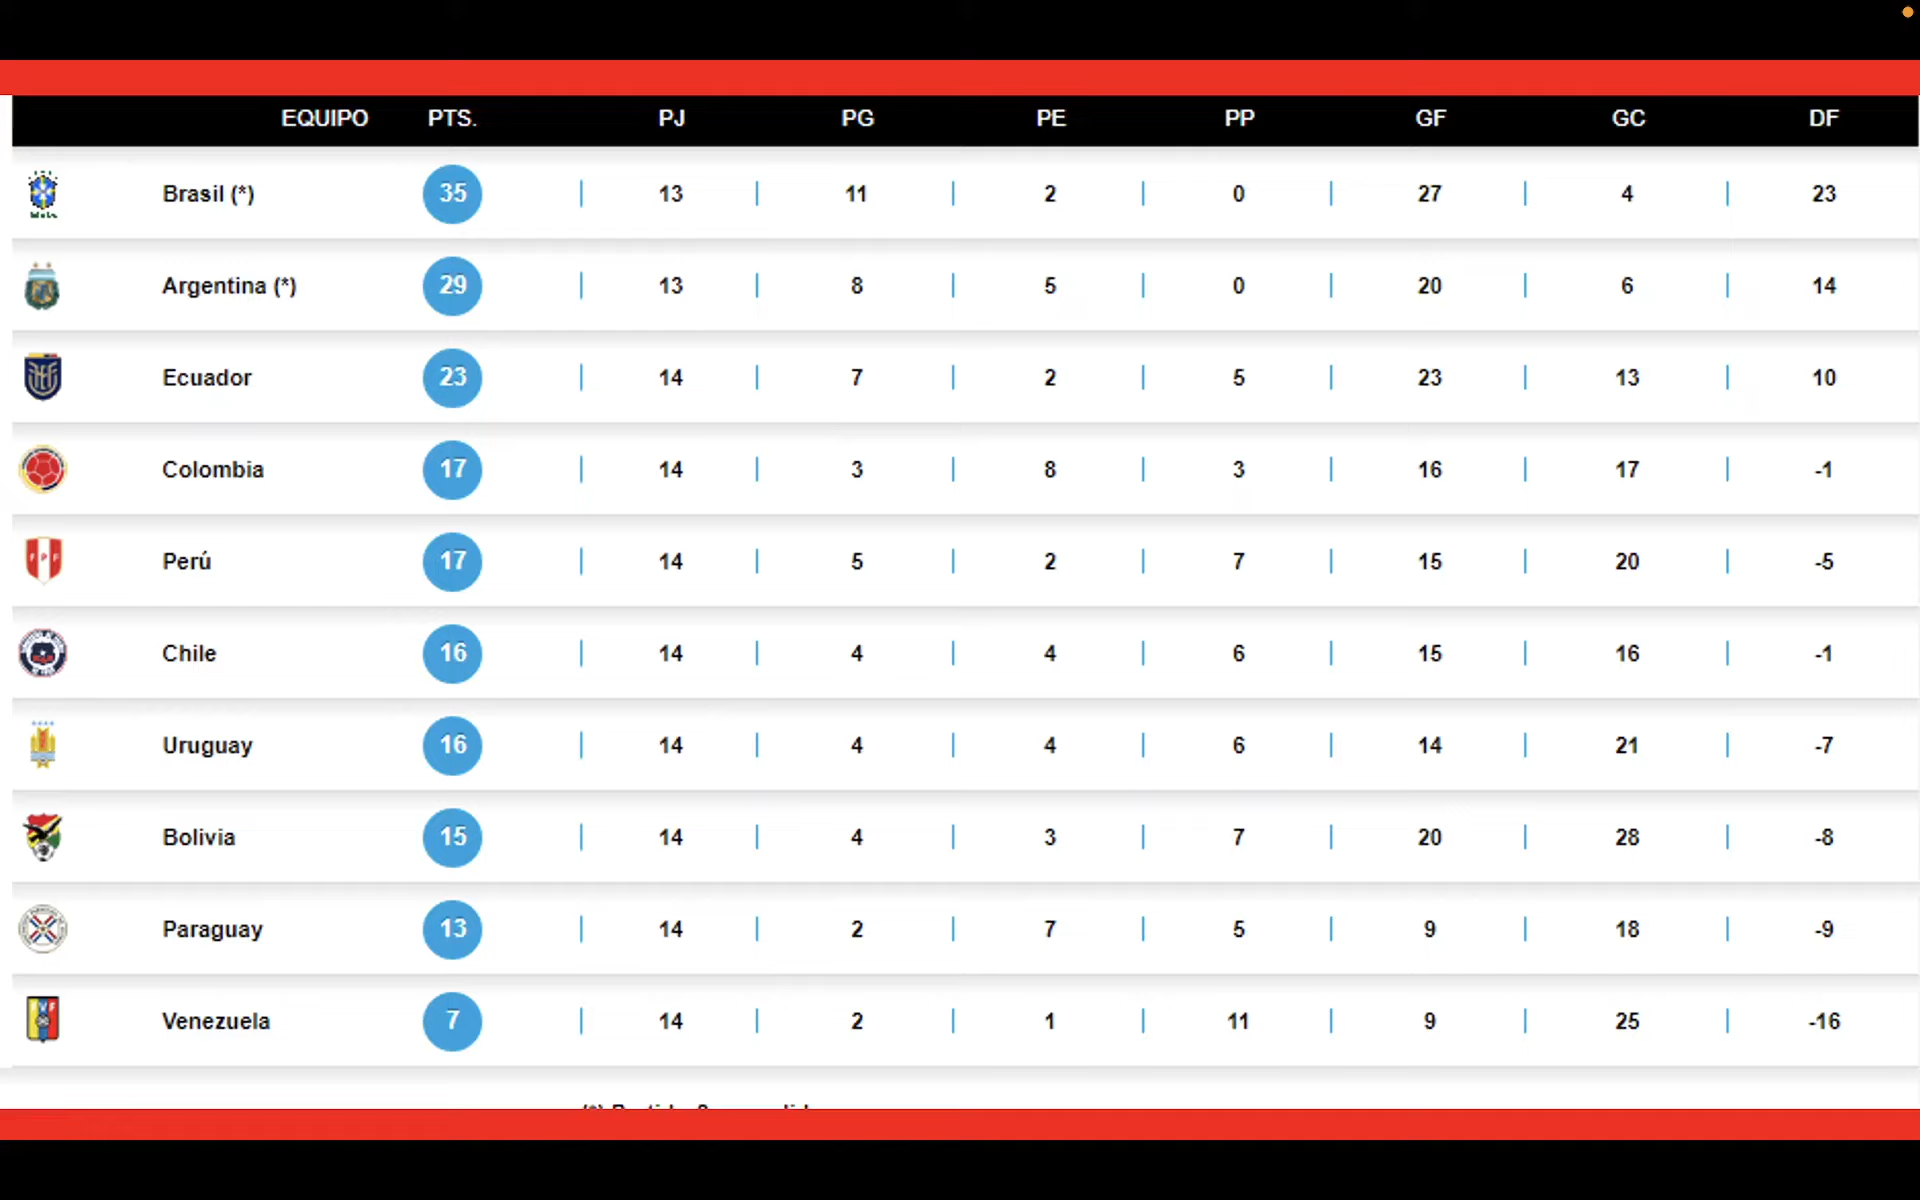 EQUIPO PTS. PJ PG PE PP GF GC DF
Brasil (*) 35 13 11 2 0 27 4 23
Argentina (*) 29 13 8 5 0 20 6 14
Ecuador 23 14 7 2 5 23 13 10
Colombia 17 14 3 8 3 16 17 -1
Perú 17 14 5 2 7 15 20 -5
Chile 16 14 4 4 6 15 16 -1
Uruguay 16 14 4 4 6 14 21 -7
Bolivia 15 14 4 3 7 20 28 -8
Paraguay 13 14 2 7 5 9 18 -9
Venezuela 7 14 2 1 11 9 25 -16